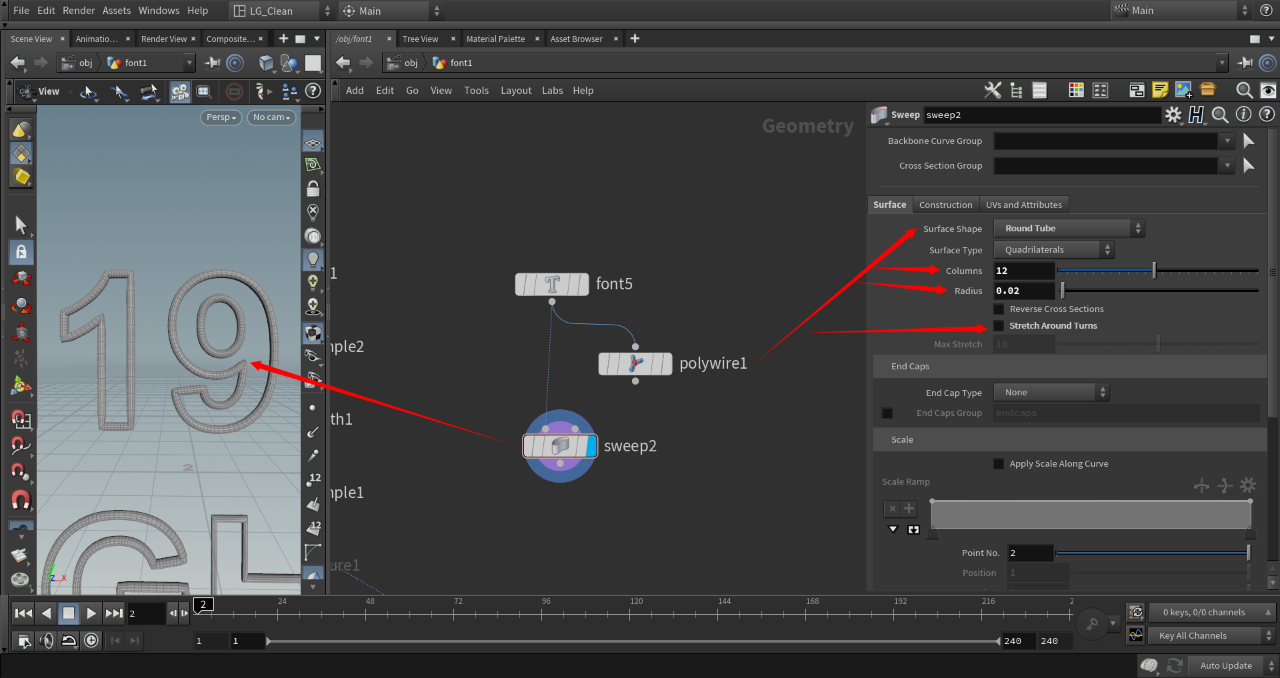 File Edit Render Assets Windows Help LG_Clean Main Main
Scene View Animatio... Render View Composite... /obj/font1 Tree View Material Palette Asset Browser
obj font1 obj font1
View Add Edit Go View Tools Layout Labs Help
Persp No cam Geometry Sweep sweep2
Backbone Curve Group
Cross Section Group
Surface Construction UVs and Attributes
Surface Shape Round Tube
Surface Type Quadrilaterals
Columns 12
Radius 0.02
Reverse Cross Sections
Stretch Around Turns
Max Stretch 10
End Caps
End Cap Type None
End Caps Group endcaps
Scale
Apply Scale Along Curve
Scale Ramp
Point No. 2
Position 1
1
font5
nple2
polywire1
th1
sweep2
nple1
ure1
19
2
GL
12
12
Z X
2 2 24 48 72 96 120 144 168 192 216 2
0 keys, 0/0 channels
1 1 240 240 Key All Channels
Auto Update